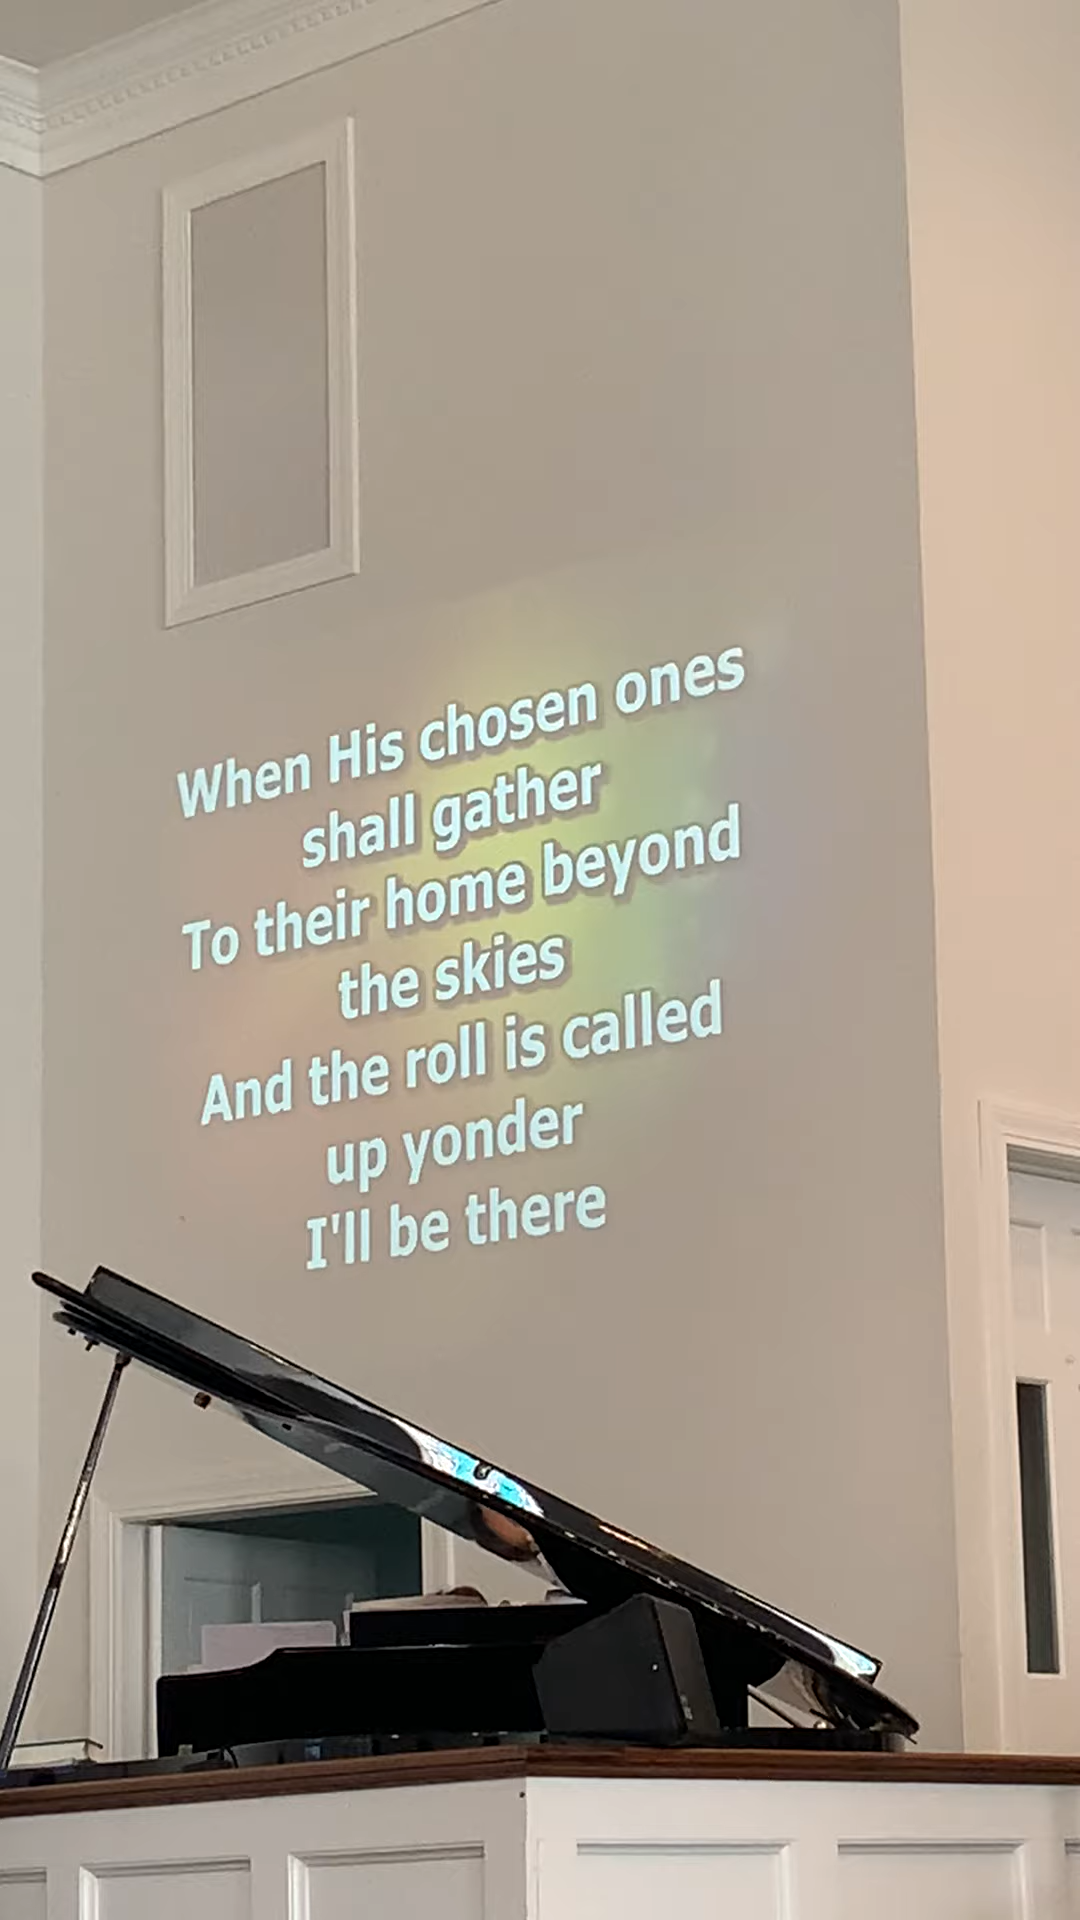 When His chosen ones
shall gather
To their home beyond
the skies
And the roll is called
up yonder
I'll be there